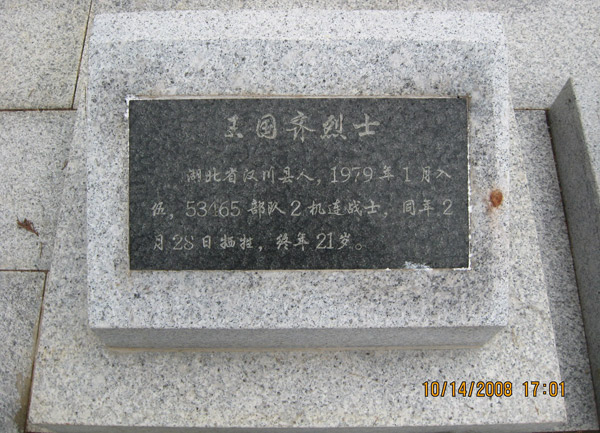 王国齐烈士
湖北省汉川县人，1979年1月入
伍，53465部队2机连战士，同年2
月28日牺牲，终年21岁。
10/14/2008 17:01